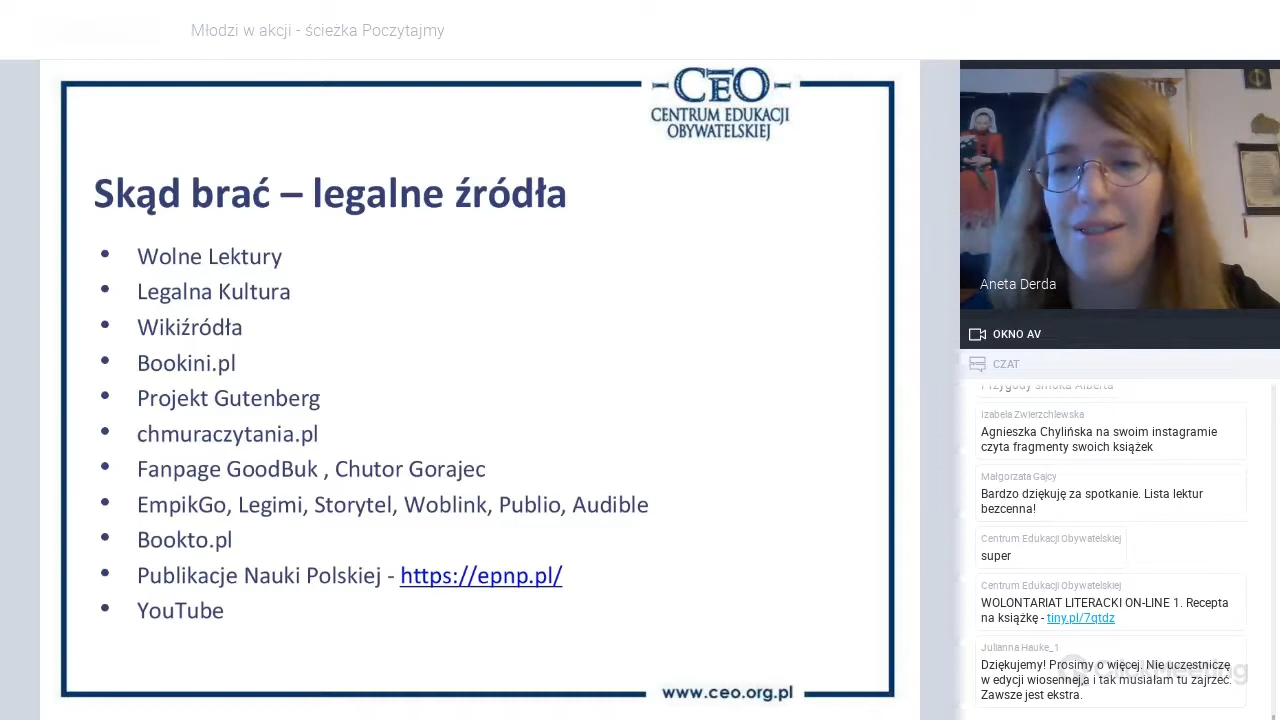 Młodzi w akcji - ścieżka Poczytajmy
CEO
CENTRUM EDUKACJI
OBYWATELSKIEJ
Skąd brać – legalne źródła
• Wolne Lektury
• Legalna Kultura
• Wikiźródła
• Bookini.pl
• Projekt Gutenberg
• chmuraczytania.pl
• Fanpage GoodBuk , Chutor Gorajec
• EmpikGo, Legimi, Storytel, Woblink, Publio, Audible
• Bookto.pl
• Publikacje Nauki Polskiej - https://epnp.pl/
• YouTube
www.ceo.org.pl
Aneta Derda
OKNO AV
CZAT
Przygody smoka Alberta
Izabela Zwierzchlewska
Agnieszka Chylińska na swoim instagramie
czyta fragmenty swoich książek
Małgorzata Gajcy
Bardzo dziękuję za spotkanie. Lista lektur
bezcenna!
Centrum Edukacji Obywatelskiej
super
Centrum Edukacji Obywatelskiej
WOLONTARIAT LITERACKI ON-LINE 1. Recepta
na książkę - tiny.pl/7qtdz
Julianna Hauke_1
Dziękujemy! Prosimy o więcej. Nie uczestniczę
w edycji wiosennej,a i tak musiałam tu zajrzeć.
Zawsze jest ekstra.